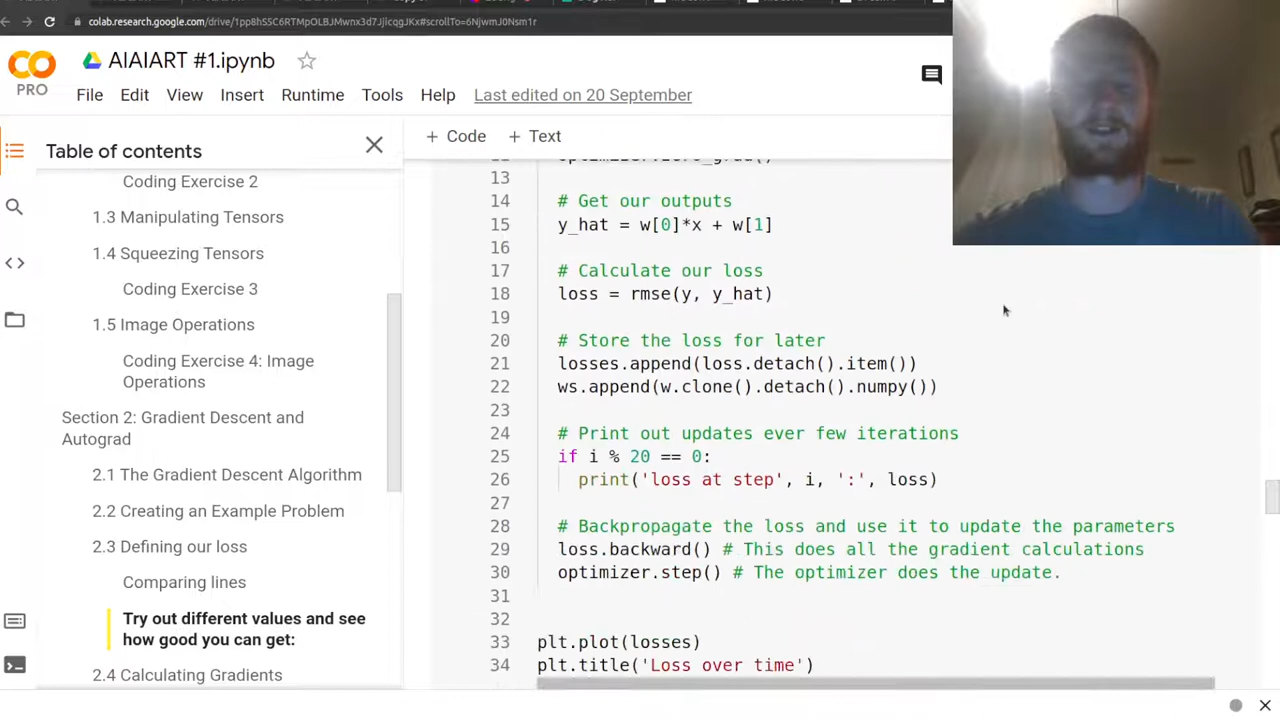 colab.research.google.com/drive/1pp8hSSC6RTMpOLBJMwnx3d7JjicqgJKx#scrollTo=6NjwmJ0Nsm1r
CO
PRO
AIAIART #1.ipynb
File Edit View Insert Runtime Tools Help Last edited on 20 September
Table of contents
+ Code + Text
Coding Exercise 2
1.3 Manipulating Tensors
1.4 Squeezing Tensors
Coding Exercise 3
1.5 Image Operations
Coding Exercise 4: Image
Operations
Section 2: Gradient Descent and
Autograd
2.1 The Gradient Descent Algorithm
2.2 Creating an Example Problem
2.3 Defining our loss
Comparing lines
Try out different values and see
how good you can get:
2.4 Calculating Gradients
13
14 # Get our outputs
15 y_hat = w[0]*x + w[1]
16
17 # Calculate our loss
18 loss = rmse(y, y_hat)
19
20 # Store the loss for later
21 losses.append(loss.detach().item())
22 ws.append(w.clone().detach().numpy())
23
24 # Print out updates ever few iterations
25 if i % 20 == 0:
26 print('loss at step', i, ':', loss)
27
28 # Backpropagate the loss and use it to update the parameters
29 loss.backward() # This does all the gradient calculations
30 optimizer.step() # The optimizer does the update.
31
32
33 plt.plot(losses)
34 plt.title('Loss over time')